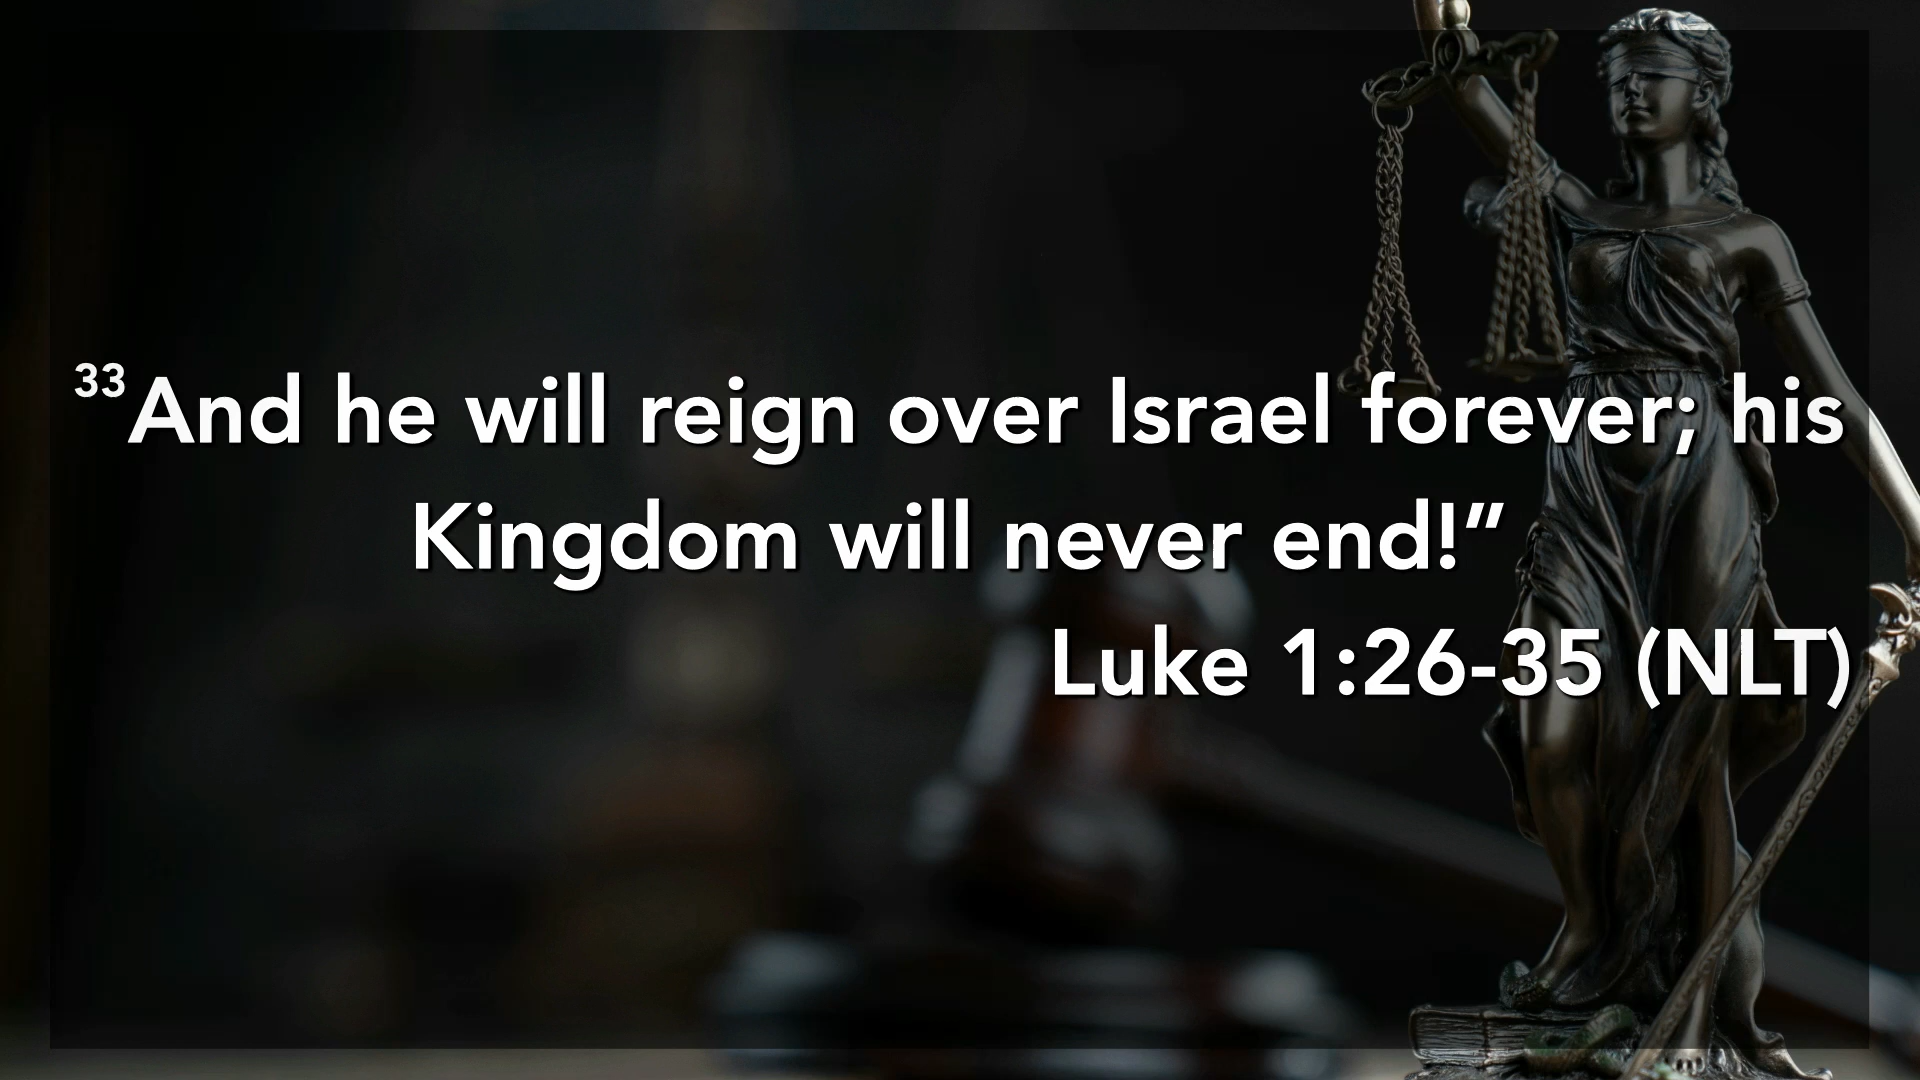 ³³And he will reign over Israel forever; his
Kingdom will never end!”
Luke 1:26-35 (NLT)